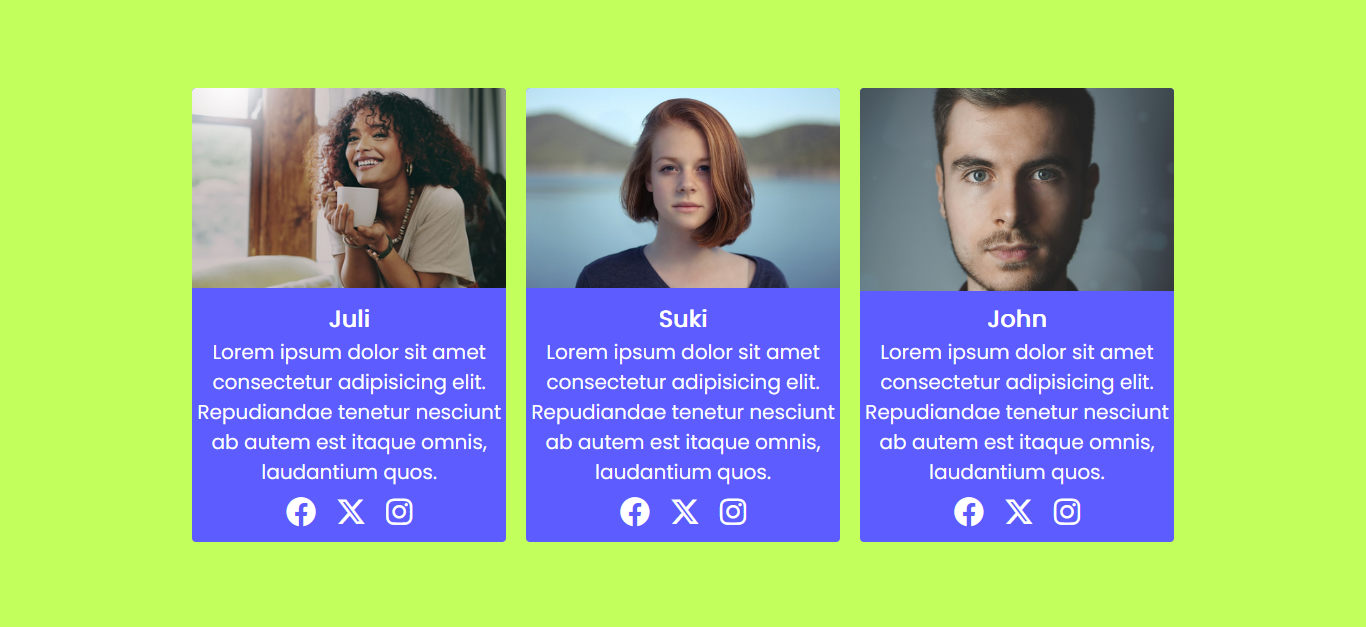 Juli
Lorem ipsum dolor sit amet
consectetur adipisicing elit.
Repudiandae tenetur nesciunt
ab autem est itaque omnis,
laudantium quos.
Suki
Lorem ipsum dolor sit amet
consectetur adipisicing elit.
Repudiandae tenetur nesciunt
ab autem est itaque omnis,
laudantium quos.
John
Lorem ipsum dolor sit amet
consectetur adipisicing elit.
Repudiandae tenetur nesciunt
ab autem est itaque omnis,
laudantium quos.